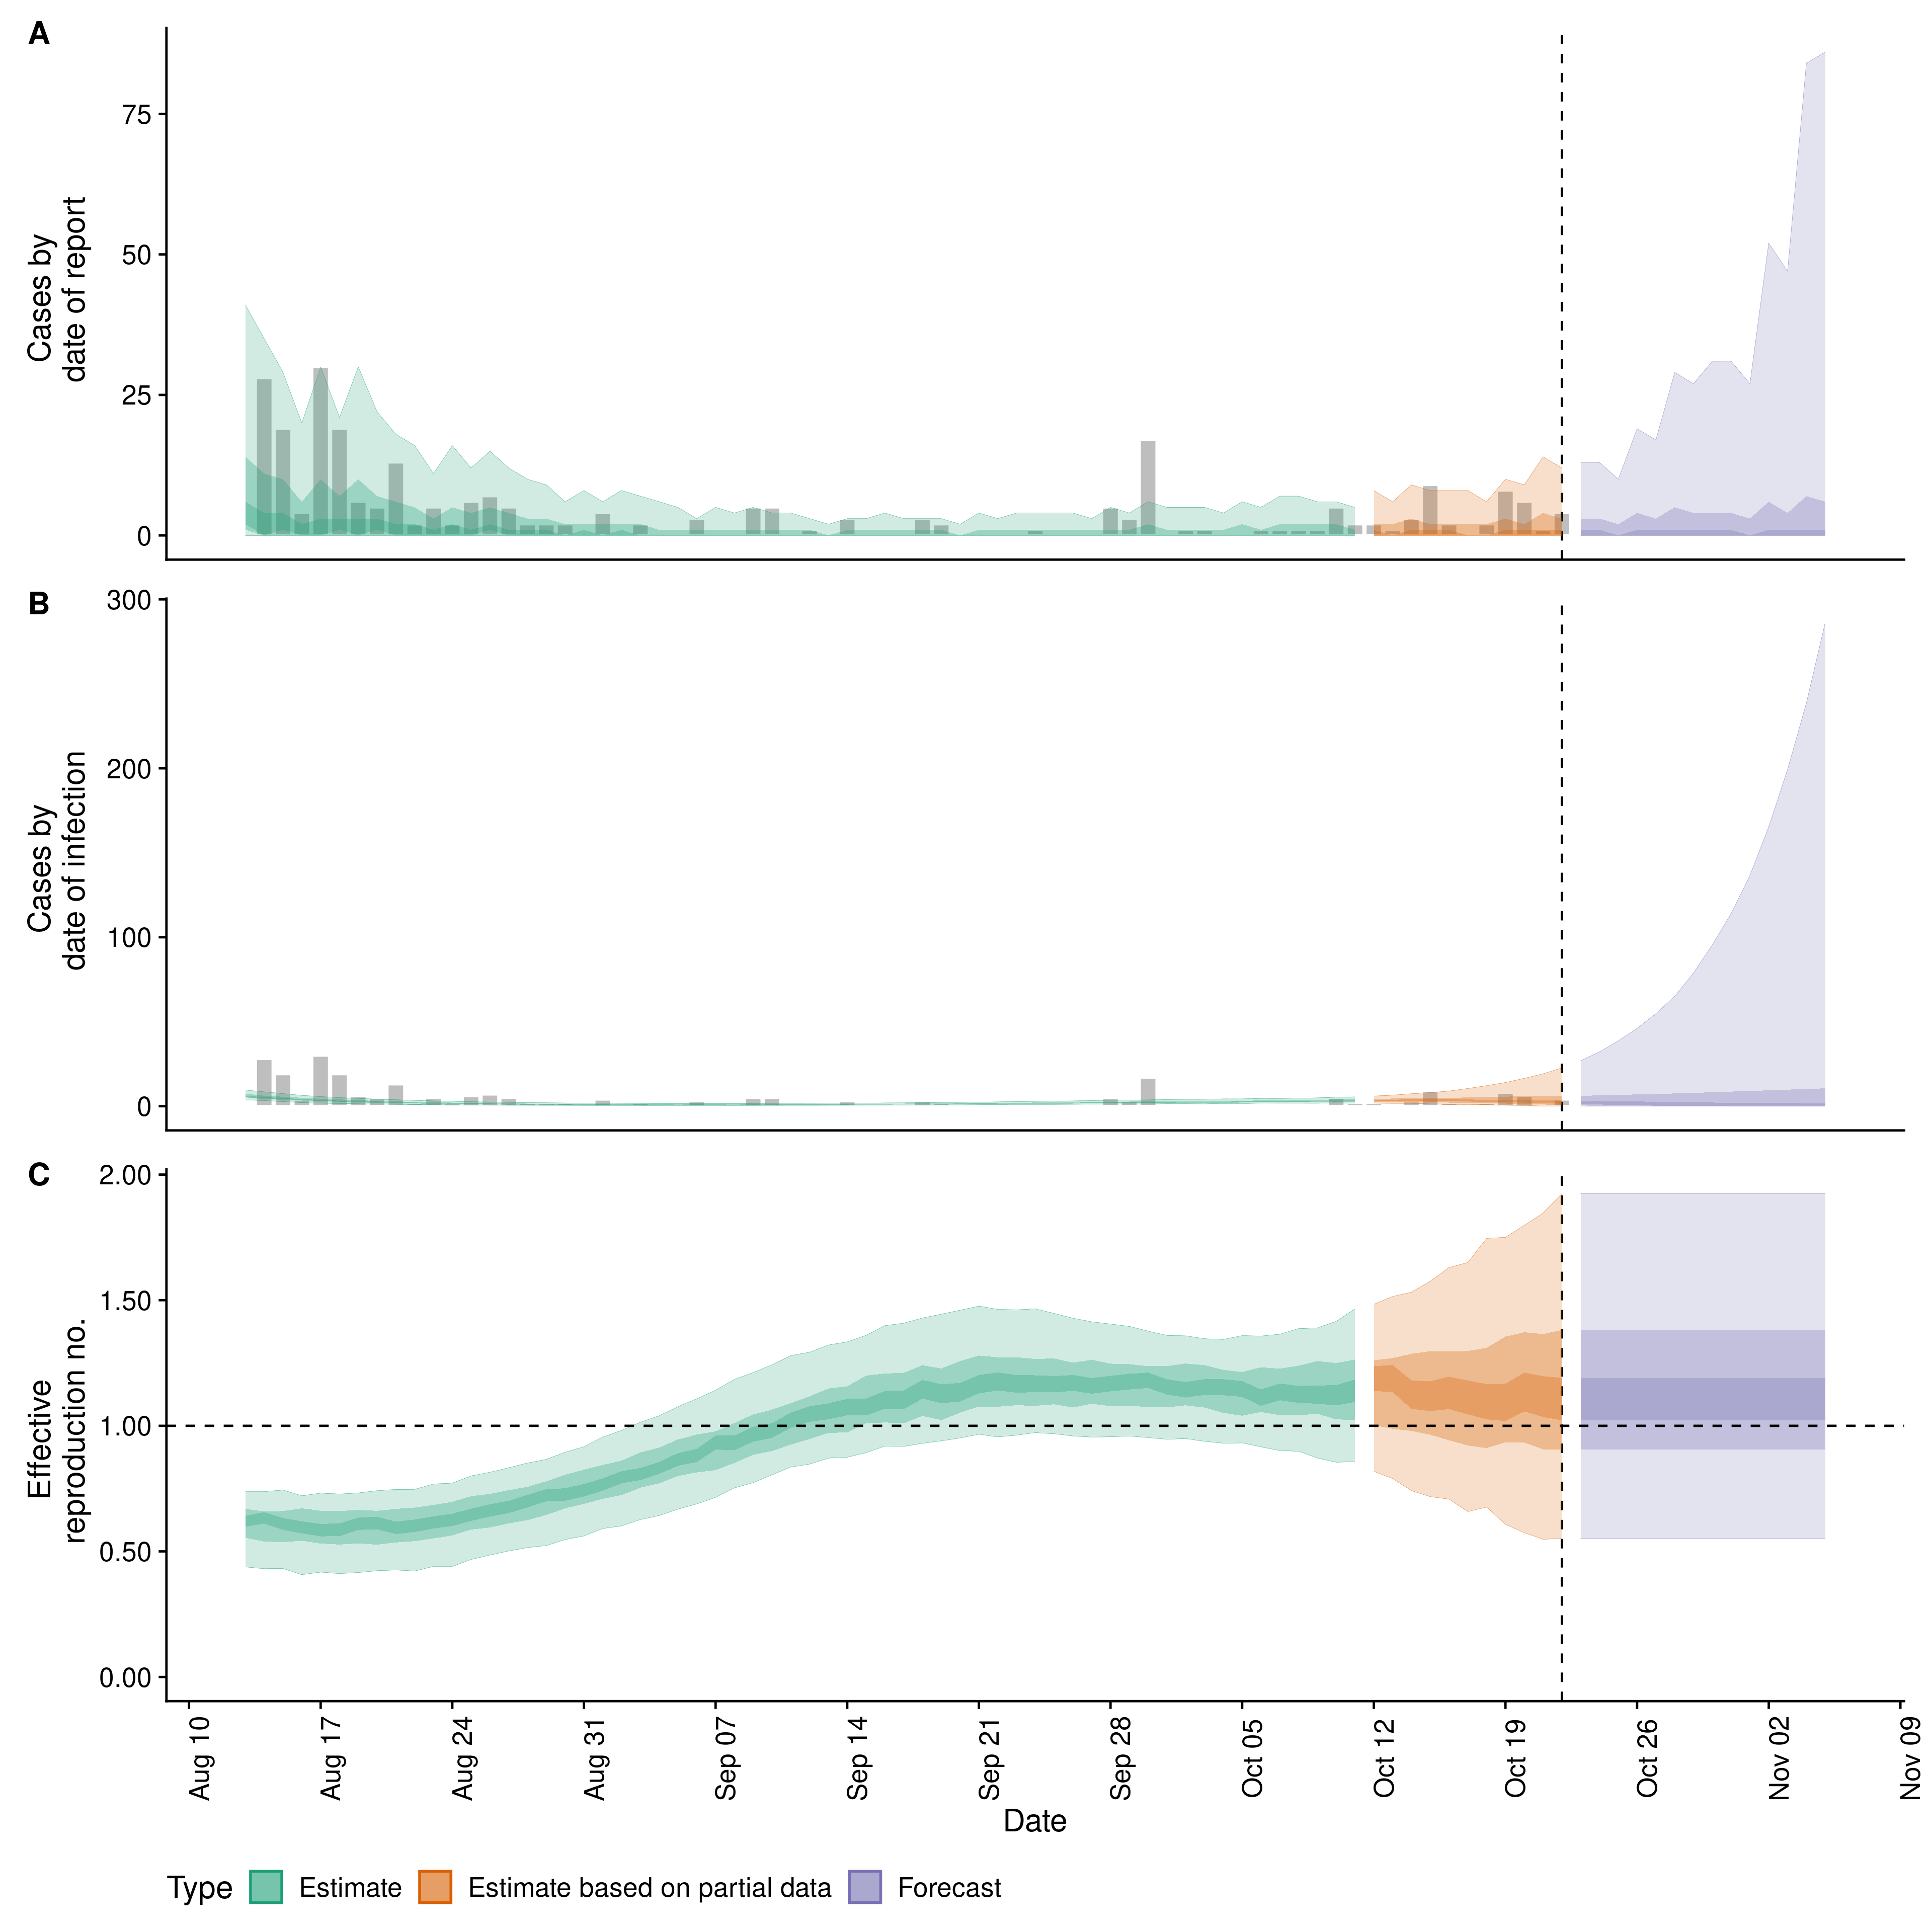 A
Cases by
date of report
75
50
25
0
B
Cases by
date of infection
300
200
100
0
C
Effective
reproduction no.
2.00
1.50
1.00
0.50
0.00
Aug 10
Aug 17
Aug 24
Aug 31
Sep 07
Sep 14
Sep 21
Sep 28
Oct 05
Oct 12
Oct 19
Oct 26
Nov 02
Nov 09
Date
Type Estimate Estimate based on partial data Forecast